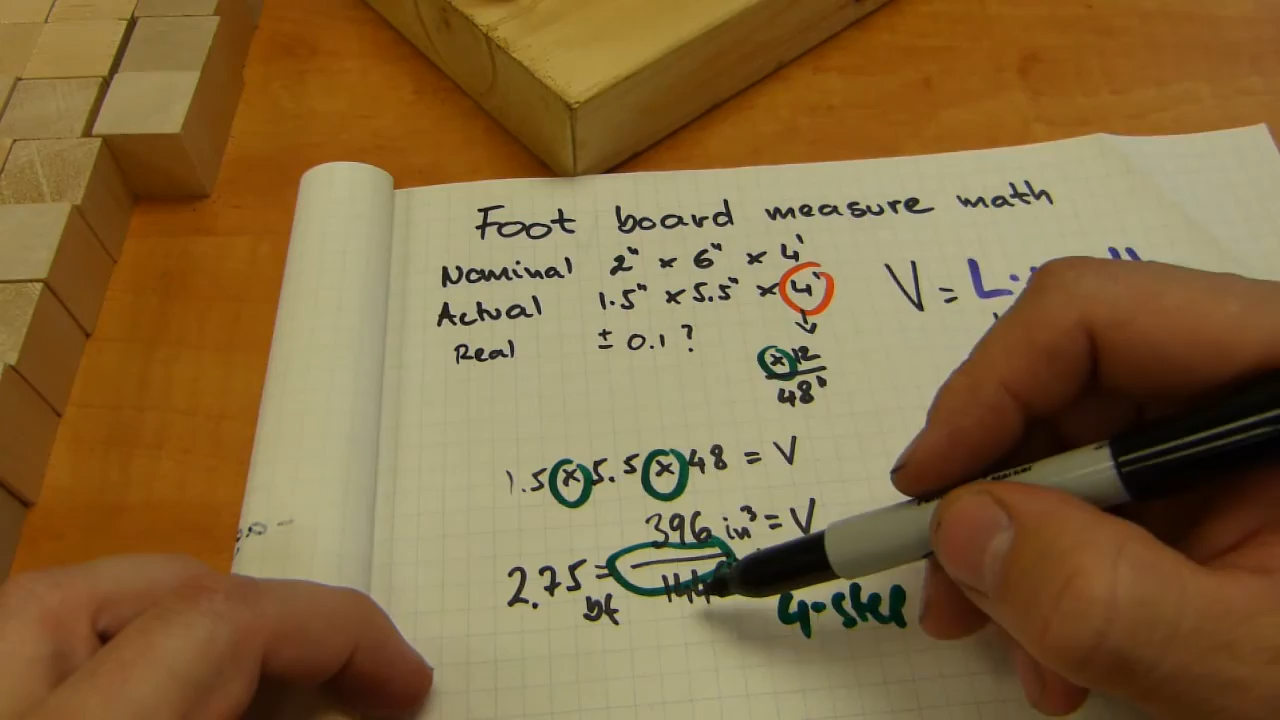 Foot board measure math
Nominal 2" × 6" × 4'
Actual 1.5" × 5.5" × 4'
Real ± 0.1 ?
× 12
48"
V =
1.5 × 5.5 × 48 = V
396 in³ = V
2.75 = 144
bf
4-step